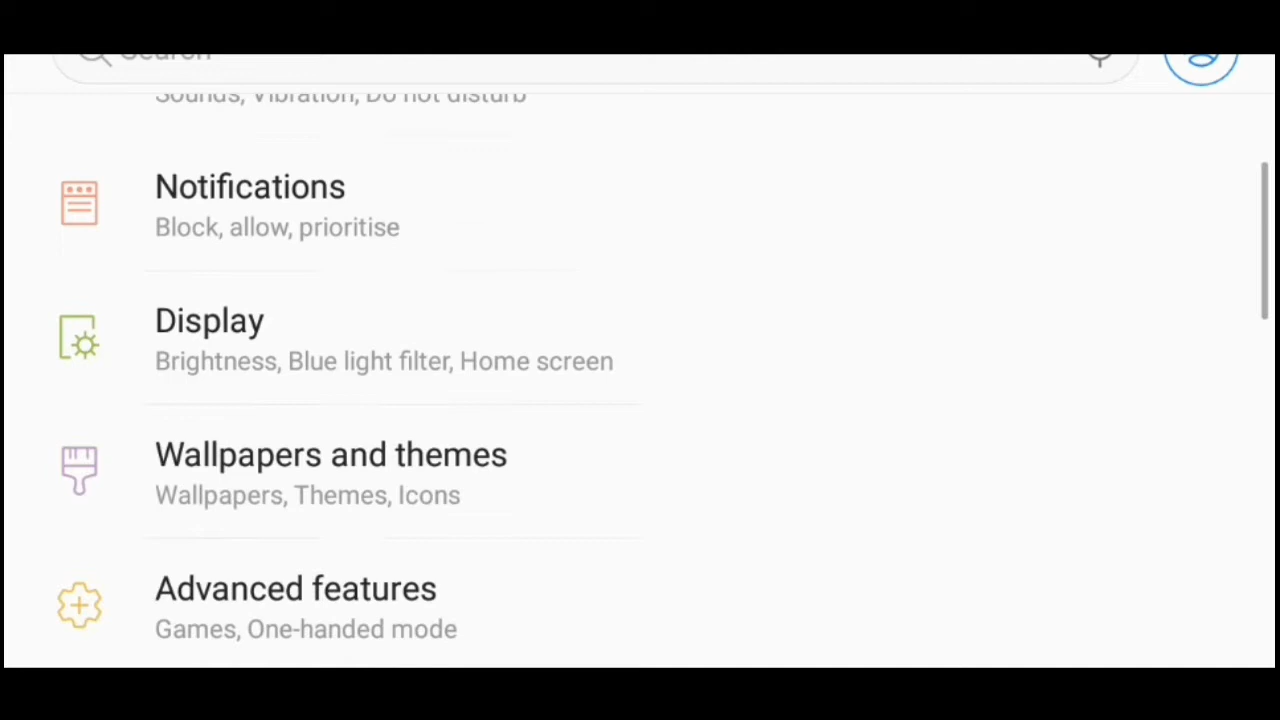 Search
Sounds, Vibration, Do not disturb
Notifications
Block, allow, prioritise
Display
Brightness, Blue light filter, Home screen
Wallpapers and themes
Wallpapers, Themes, Icons
Advanced features
Games, One-handed mode